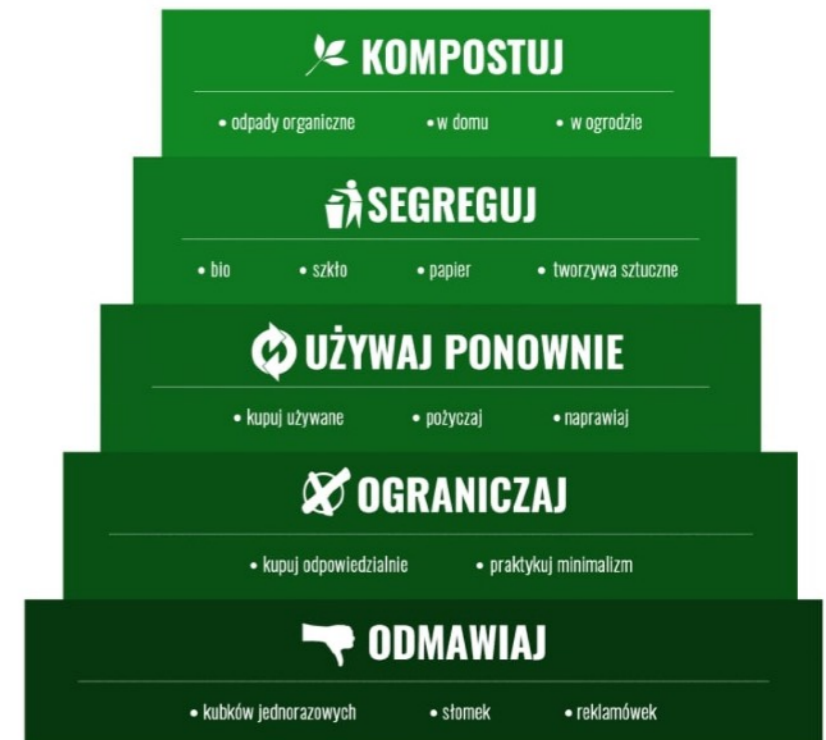 KOMPOSTUJ
• odpady organiczne • w domu • w ogrodzie
SEGREGUJ
• bio • szkło • papier • tworzywa sztuczne
UŻYWAJ PONOWNIE
• kupuj używane • pożyczaj • naprawiaj
OGRANICZAJ
• kupuj odpowiedzialnie • praktykuj minimalizm
ODMAWIAJ
• kubków jednorazowych • słomek • reklamówek